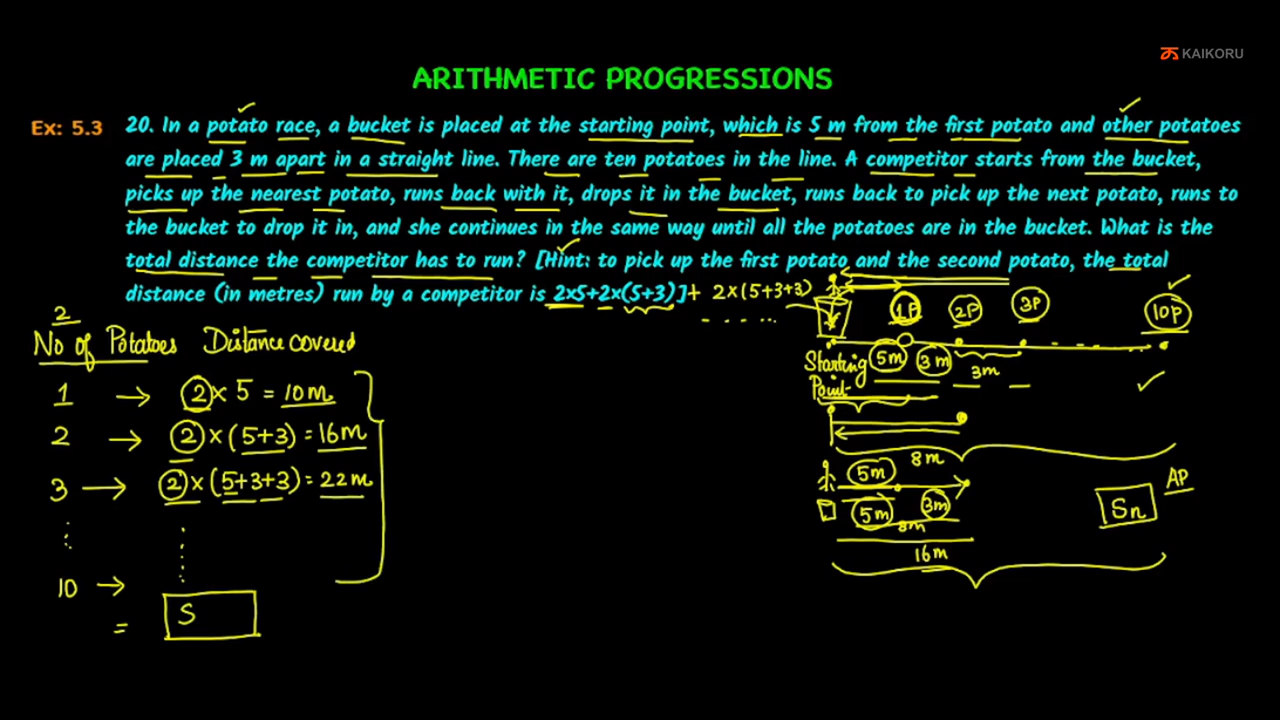 KAIKORU
ARITHMETIC PROGRESSIONS
Ex: 5.3
20. In a potato race, a bucket is placed at the starting point, which is 5 m from the first potato and other potatoes
are placed 3 m apart in a straight line. There are ten potatoes in the line. A competitor starts from the bucket,
picks up the nearest potato, runs back with it, drops it in the bucket, runs back to pick up the next potato, runs to
the bucket to drop it in, and she continues in the same way until all the potatoes are in the bucket. What is the
total distance the competitor has to run? [Hint: to pick up the first potato and the second potato, the total
distance (in metres) run by a competitor is 2x5+2x(5+3)]+ 2×(5+3+3)
.....
2
No of Potatoes Distance covered
1 → 2 × 5 = 10m
2 → 2 × (5+3) = 16m
3 → 2 × (5+3+3) = 22m
10 →
= S
1P 2P 3P 10P
Starting 5m 3m 3m
Point
8m
5m
5m 3m
8m
16m
AP
Sn